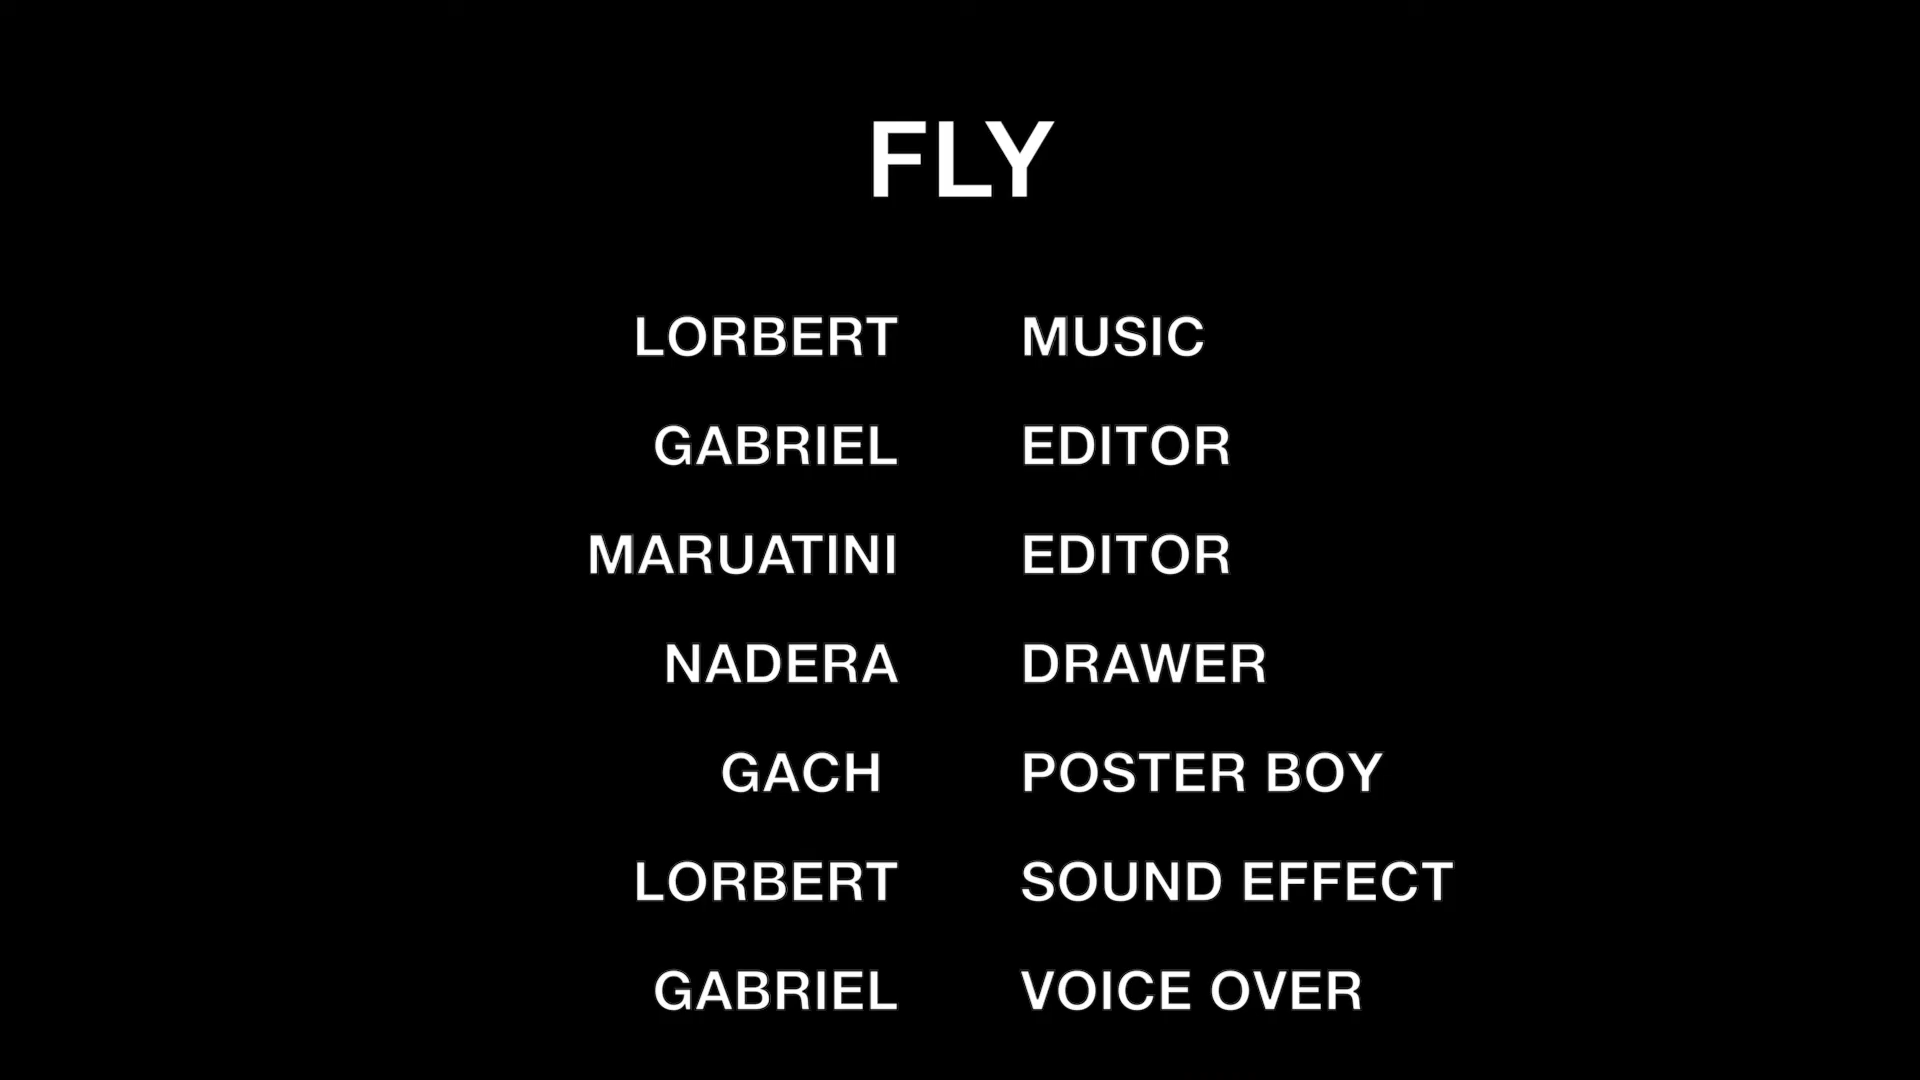 FLY
LORBERT MUSIC
GABRIEL EDITOR
MARUATINI EDITOR
NADERA DRAWER
GACH POSTER BOY
LORBERT SOUND EFFECT
GABRIEL VOICE OVER